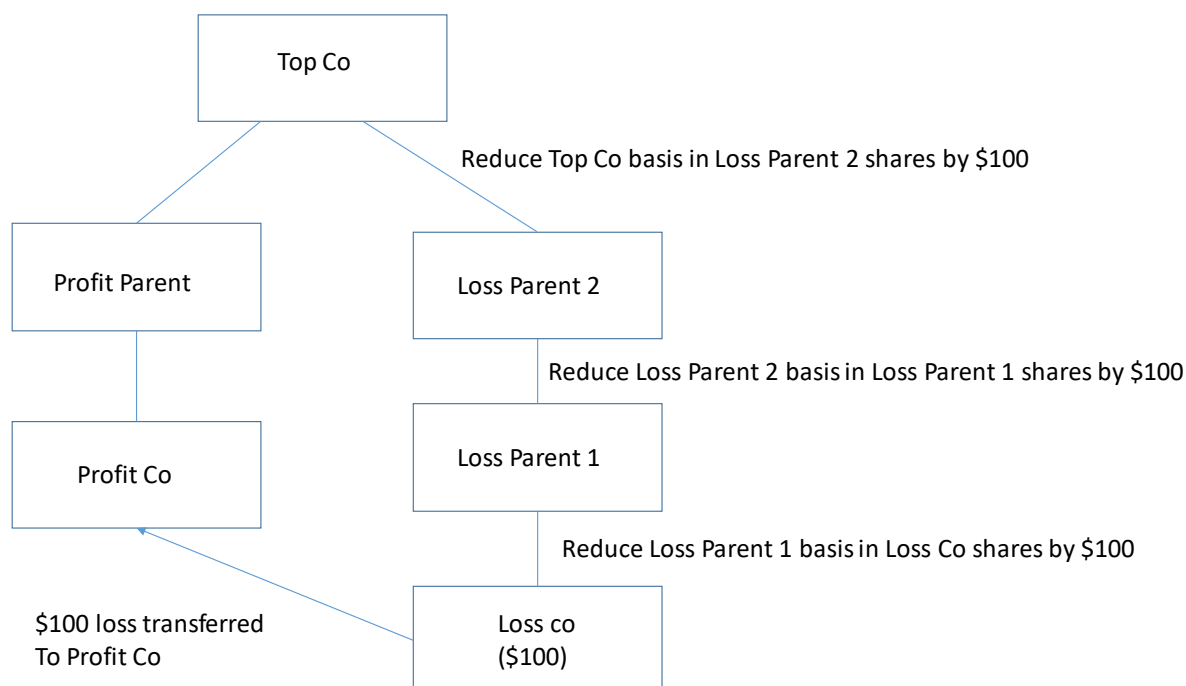 Top Co
Reduce Top Co basis in Loss Parent 2 shares by $100
Profit Parent
Loss Parent 2
Reduce Loss Parent 2 basis in Loss Parent 1 shares by $100
Profit Co
Loss Parent 1
Reduce Loss Parent 1 basis in Loss Co shares by $100
$100 loss transferred
To Profit Co
Loss co
($100)